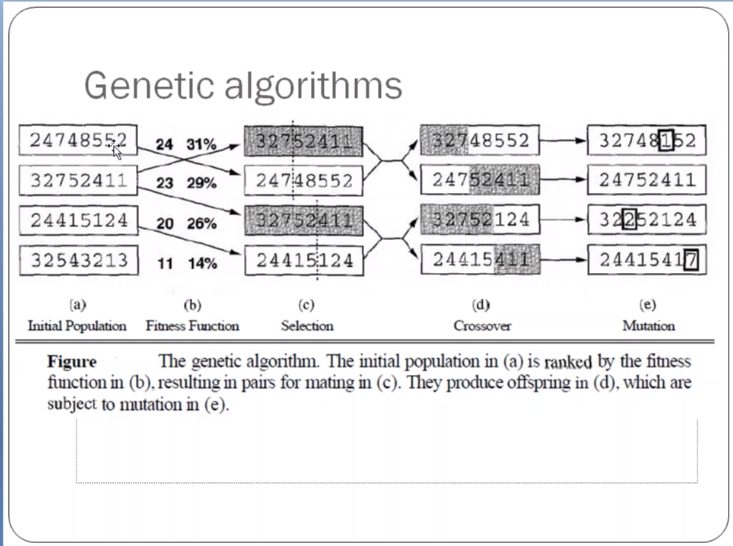 Genetic algorithms
24748552 24 31% 32752411 32748552 32748152
32752411 23 29% 24748552 24752411 24752411
24415124 20 26% 32752411 32752124 32252124
32543213 11 14% 24415124 24415411 24415417
(a) (b) (c) (d) (e)
Initial Population Fitness Function Selection Crossover Mutation
Figure The genetic algorithm. The initial population in (a) is ranked by the fitness
function in (b), resulting in pairs for mating in (c). They produce offspring in (d), which are
subject to mutation in (e).